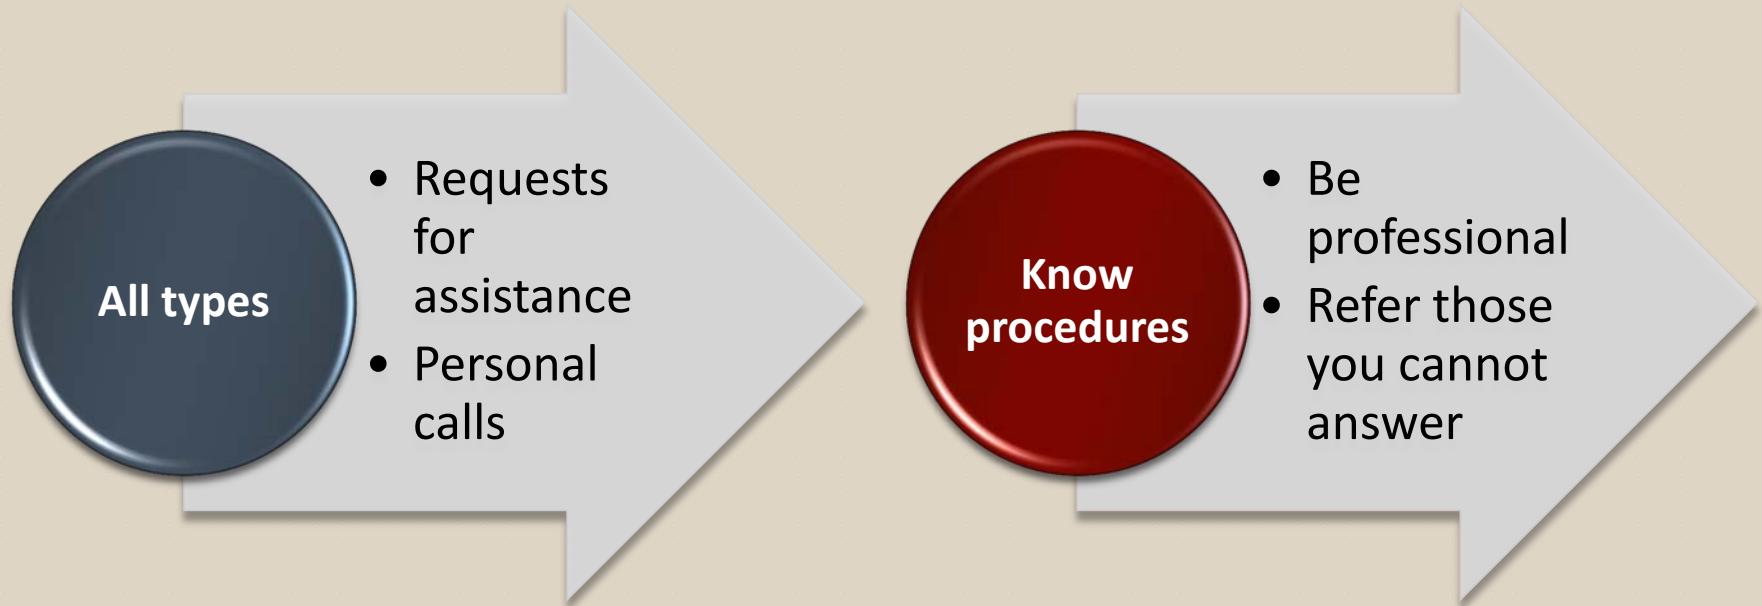 All types
• Requests
for
assistance
• Personal
calls
Know
procedures
• Be
professional
• Refer those
you cannot
answer